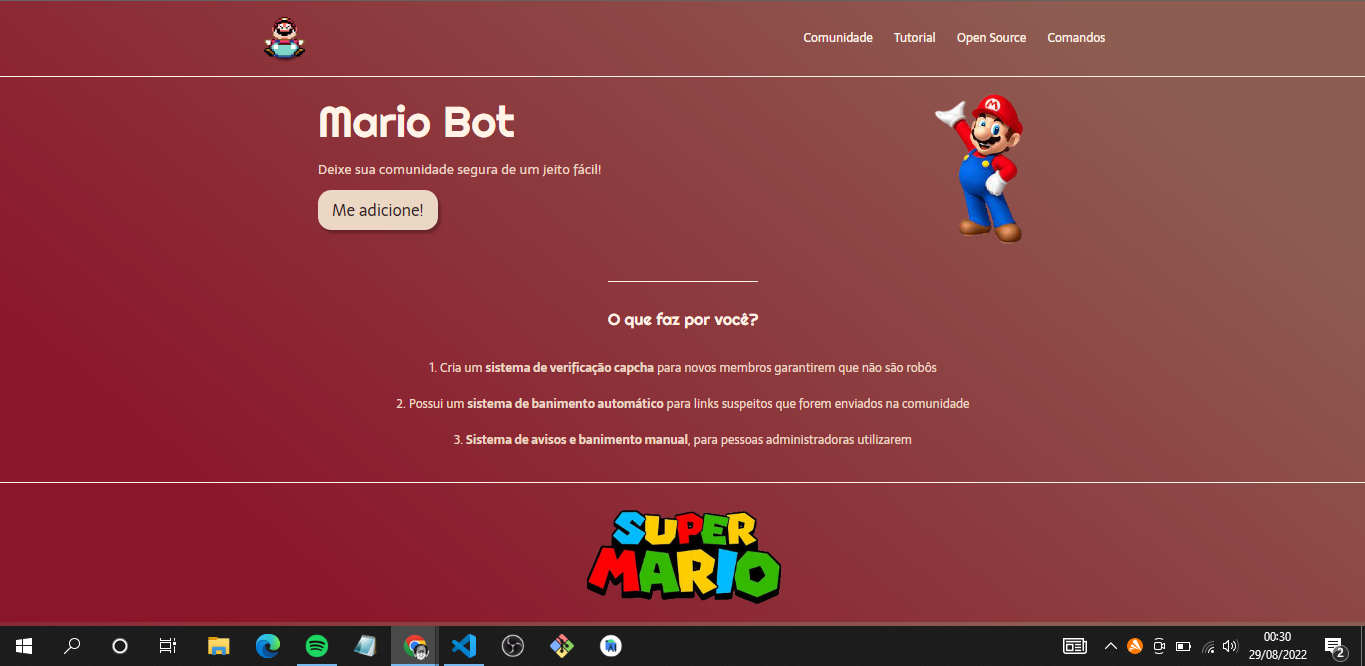 Comunidade Tutorial Open Source Comandos
Mario Bot
M
Deixe sua comunidade segura de um jeito fácil!
Me adicione!
O que faz por você?
1. Cria um sistema de verificação capcha para novos membros garantirem que não são robôs
2. Possui um sistema de banimento automático para links suspeitos que forem enviados na comunidade
3. Sistema de avisos e banimento manual, para pessoas administradoras utilizarem
SUPER
MARIO
00:30
29/08/2022
2